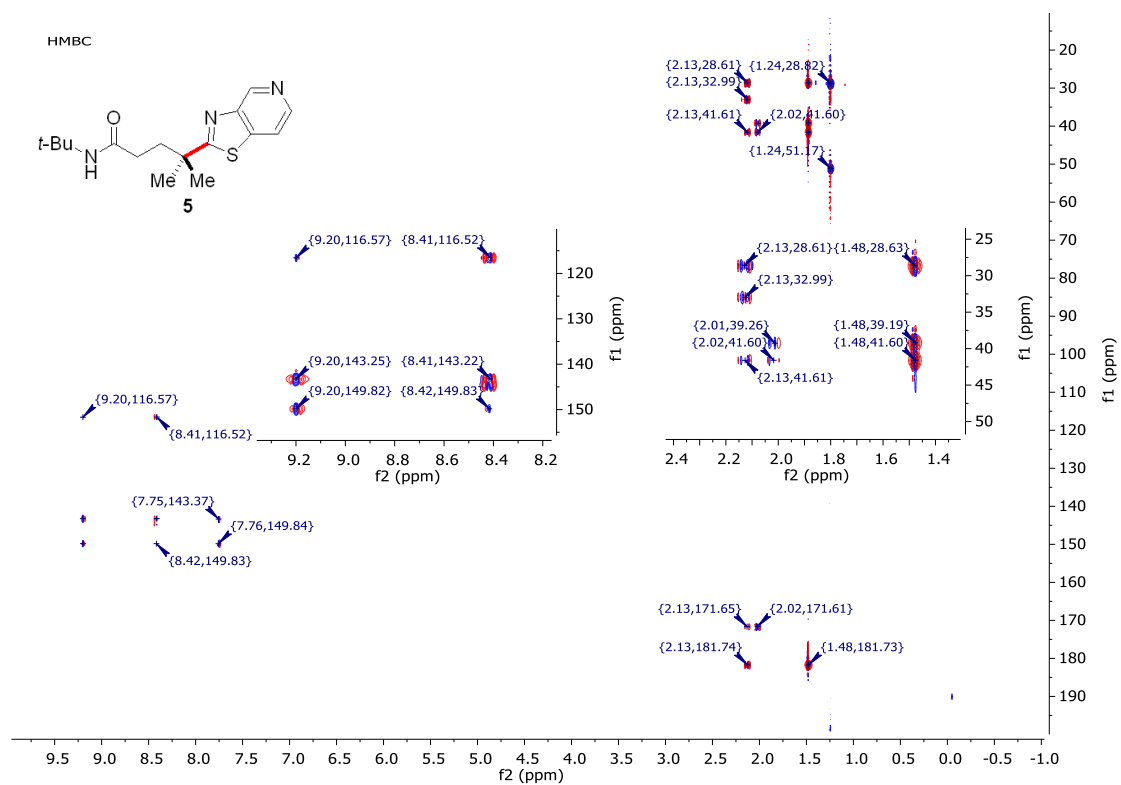 HMBC
N
O
N
t-Bu
N
H
S
Me
Me
5
{2.13,28.61} {1.24,28.82}
{2.13,32.99}
{2.13,41.61} {2.02,41.60}
{1.24,51.17}
{9.20,116.57} {8.41,116.52}
{9.20,143.25} {8.41,143.22}
{9.20,149.82} {8.42,149.83}
120
130
140
150
f1 (ppm)
9.2 9.0 8.8 8.6 8.4 8.2
f2 (ppm)
{2.13,28.61} {1.48,28.63}
{2.13,32.99}
{2.01,39.26} {1.48,39.19}
{2.02,41.60} {1.48,41.60}
{2.13,41.61}
25
30
35
40
45
50
f1 (ppm)
2.4 2.2 2.0 1.8 1.6 1.4
f2 (ppm)
{9.20,116.57}
{8.41,116.52}
{7.75,143.37}
{7.76,149.84}
{8.42,149.83}
{2.13,171.65} {2.02,171.61}
{2.13,181.74} {1.48,181.73}
20
30
40
50
60
70
80
90
100
110
120
130
140
150
160
170
180
190
f1 (ppm)
9.5 9.0 8.5 8.0 7.5 7.0 6.5 6.0 5.5 5.0 4.5 4.0 3.5 3.0 2.5 2.0 1.5 1.0 0.5 0.0 -0.5 -1.0
f2 (ppm)